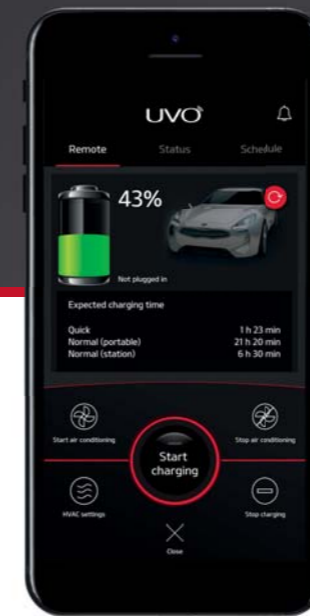 UVO
Remote Status Schedule
43%
Not plugged in
Expected charging time
Quick 1 h 23 min
Normal (portable) 21 h 20 min
Normal (station) 6 h 30 min
Start air conditioning
Stop air conditioning
Start
charging
HVAC settings
Stop charging
Close